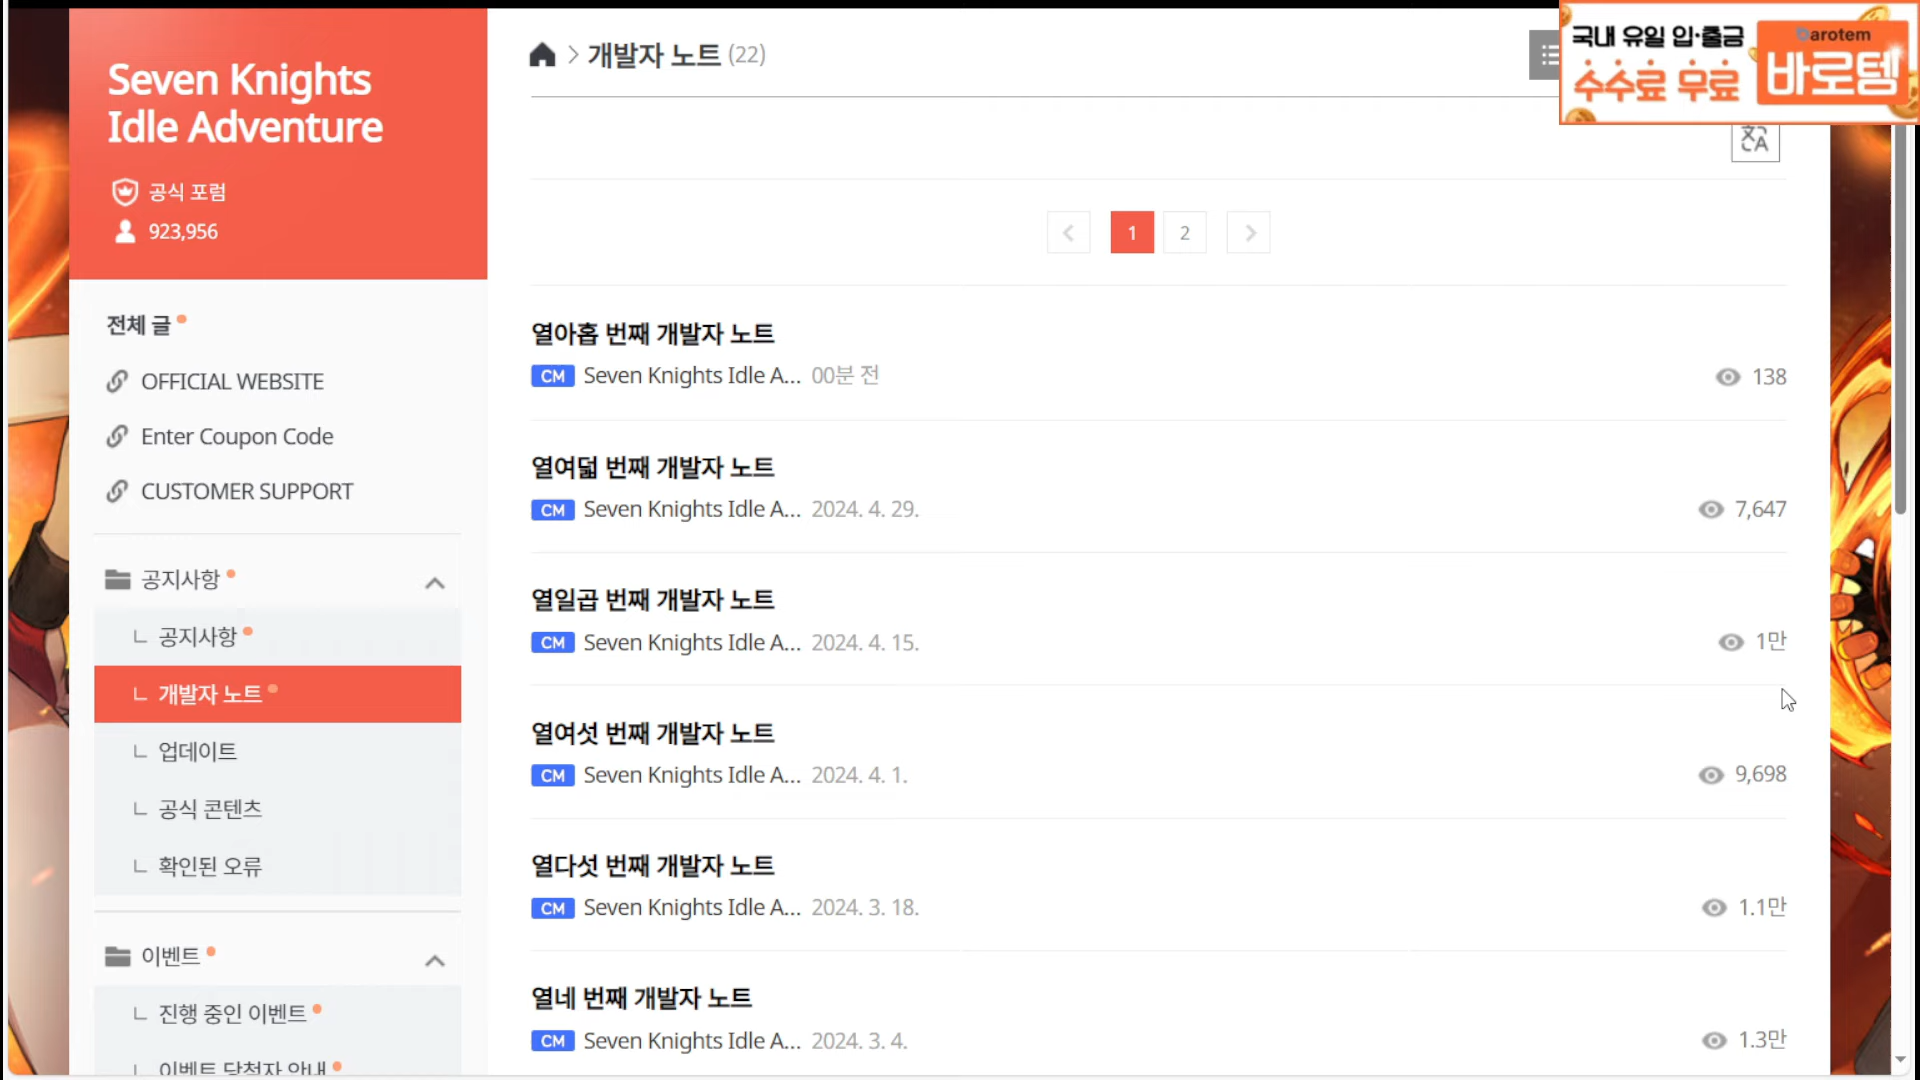 Seven Knights
Idle Adventure
공식 포럼
923,956
전체 글
OFFICIAL WEBSITE
Enter Coupon Code
CUSTOMER SUPPORT
공지사항
공지사항
개발자 노트
업데이트
공식 콘텐츠
확인된 오류
이벤트
진행 중인 이벤트
이벤트 당첨자 안내
> 개발자 노트 (22)
국내 유일 입·출금
수수료 무료
barotem
바로템
文A
< 1 2 >
열아홉 번째 개발자 노트
CM Seven Knights Idle A... 00분 전
138
열여덟 번째 개발자 노트
CM Seven Knights Idle A... 2024. 4. 29.
7,647
열일곱 번째 개발자 노트
CM Seven Knights Idle A... 2024. 4. 15.
1만
열여섯 번째 개발자 노트
CM Seven Knights Idle A... 2024. 4. 1.
9,698
열다섯 번째 개발자 노트
CM Seven Knights Idle A... 2024. 3. 18.
1.1만
열네 번째 개발자 노트
CM Seven Knights Idle A... 2024. 3. 4.
1.3만